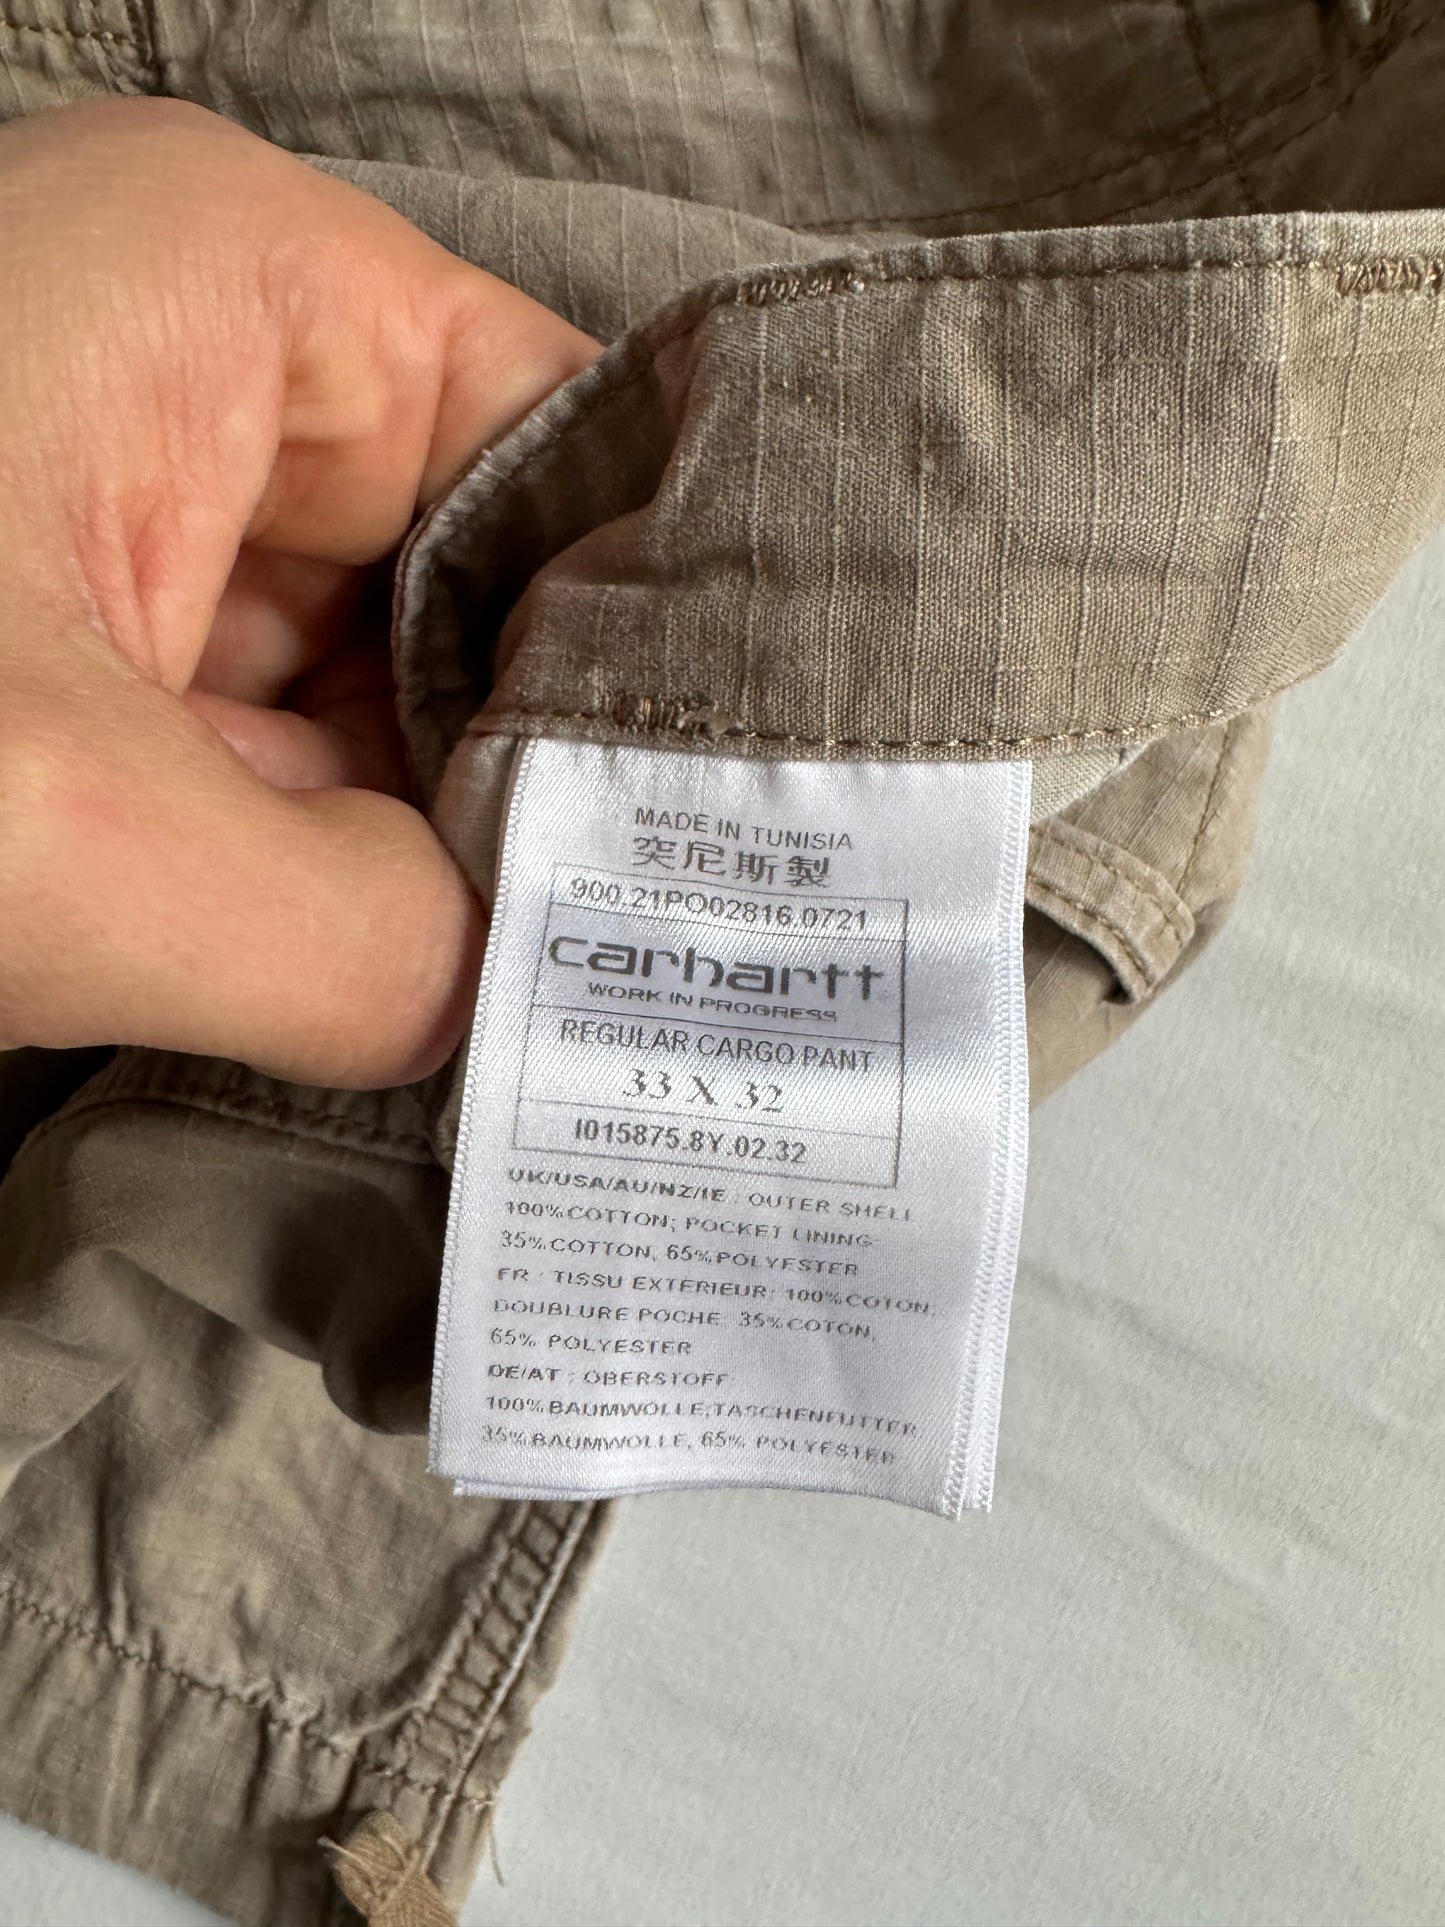 MADE IN TUNISIA
突尼斯製
900.21PO02816.0721
carhartt
WORK IN PROGRESS
REGULAR CARGO PANT
33 X 32
I015875.8Y.02.32
UK/USA/AU/NZ/IE : OUTER SHELL
100%COTTON; POCKET LINING
35%COTTON, 65%POLYESTER
FR : TISSU EXTERIEUR: 100%COTON;
DOUBLURE POCHE: 35%COTON,
65% POLYESTER
DE/AT : OBERSTOFF:
100%BAUMWOLLE;TASCHENFUTTER:
35%BAUMWOLLE, 65% POLYESTER